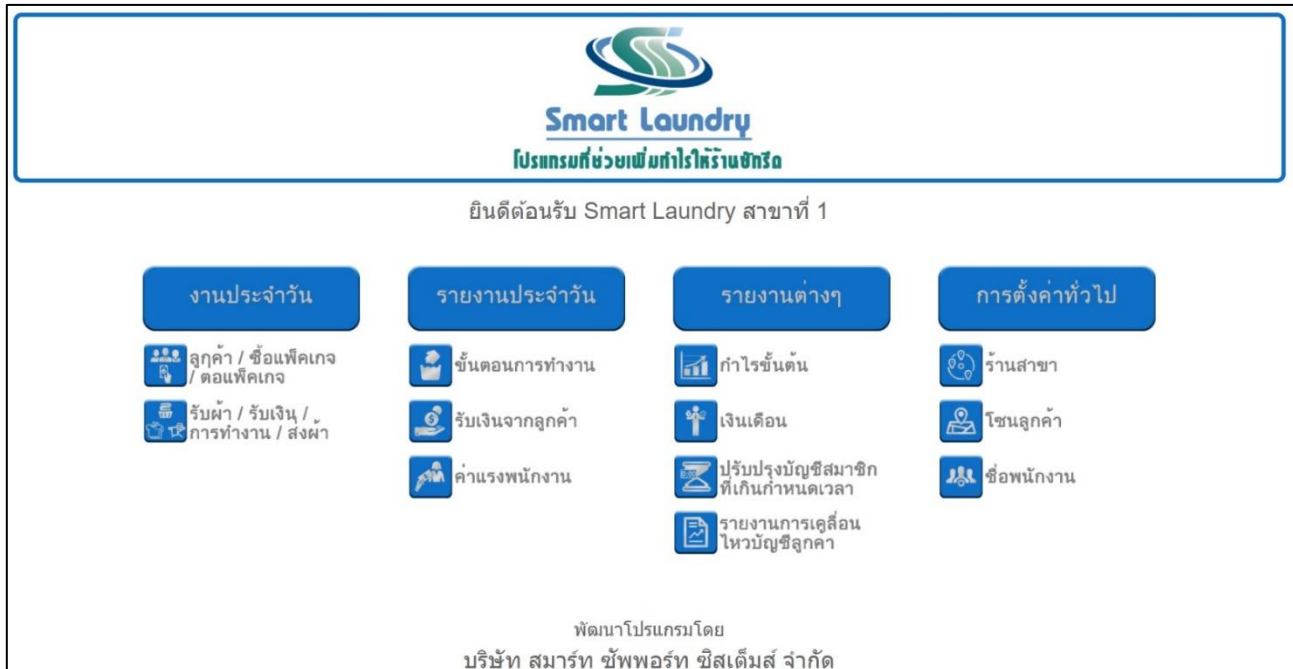 Smart Laundry
โปรแกรมที่ช่วยเพิ่มกำไรให้ร้านซักรีด
ยินดีต้อนรับ Smart Laundry สาขาที่ 1
งานประจำวัน
ลูกค้า / ซื้อแพ็คเกจ
/ ต่อแพ็คเกจ
รับผ้า / รับเงิน /
การทำงาน / ส่งผ้า
รายงานประจำวัน
ขั้นตอนการทำงาน
รับเงินจากลูกค้า
ค่าแรงพนักงาน
รายงานต่างๆ
กำไรขั้นต้น
เงินเดือน
ปรับปรุงบัญชีสมาชิก
ที่เกินกำหนดเวลา
รายงานการเคลื่อน
ไหวบัญชีลูกค้า
การตั้งค่าทั่วไป
ร้านสาขา
โซนลูกค้า
ชื่อพนักงาน
พัฒนาโปรแกรมโดย
บริษัท สมาร์ท ซัพพอร์ท ซิสเต็มส์ จำกัด